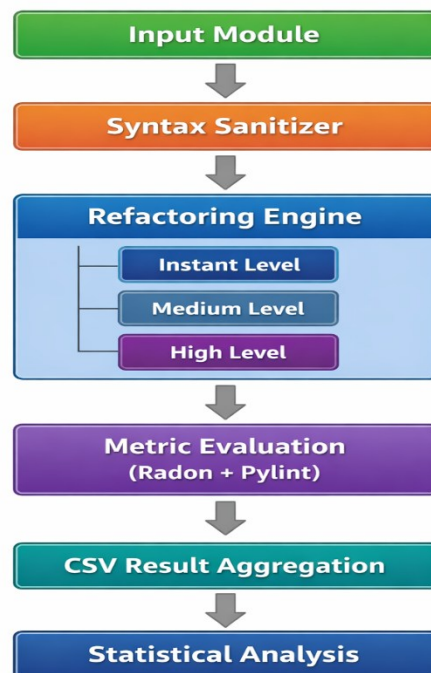 Input Module
Syntax Sanitizer
Refactoring Engine
Instant Level
Medium Level
High Level
Metric Evaluation
(Radon + Pylint)
CSV Result Aggregation
Statistical Analysis